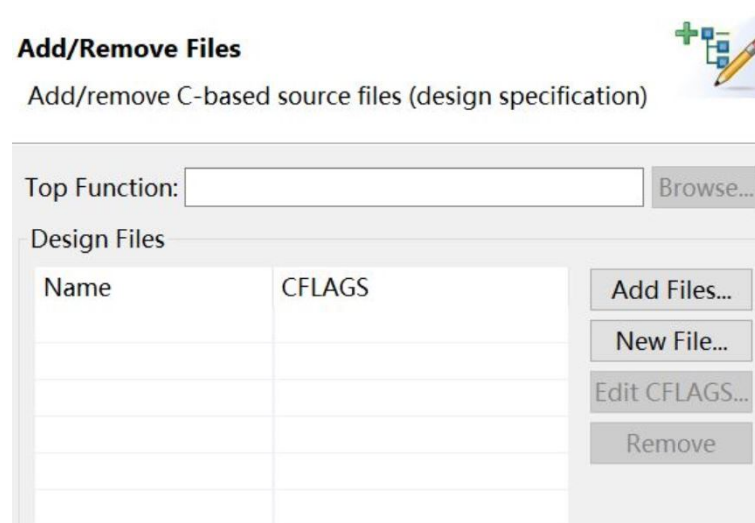 Add/Remove Files
Add/remove C-based source files (design specification)
Top Function:
Browse...
Design Files
Name
CFLAGS
Add Files...
New File...
Edit CFLAGS...
Remove